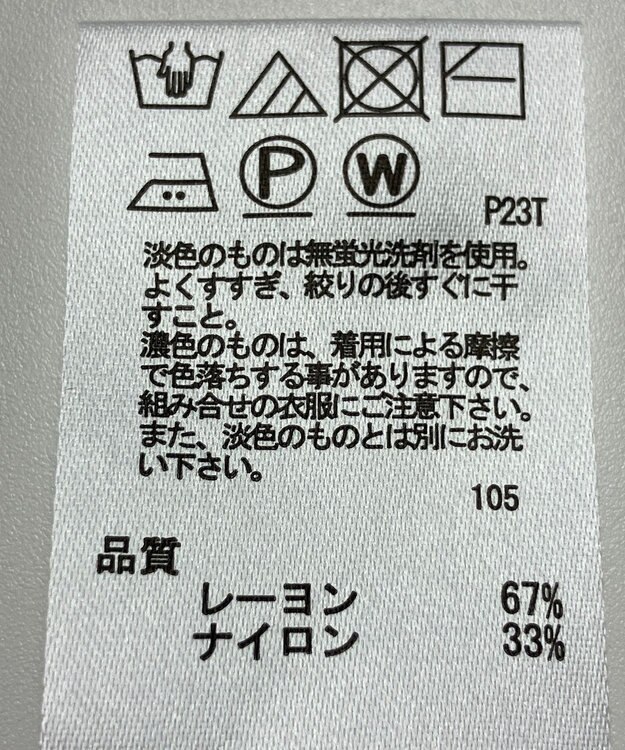 P W P23T
淡色のものは無蛍光洗剤を使用。
よくすすぎ、絞りの後すぐに干
すこと。
濃色のものは、着用による摩擦
で色落ちする事がありますので、
組み合せの衣服にご注意下さい。
また、淡色のものとは別にお洗
い下さい。
105
品質
レーヨン 67%
ナイロン 33%